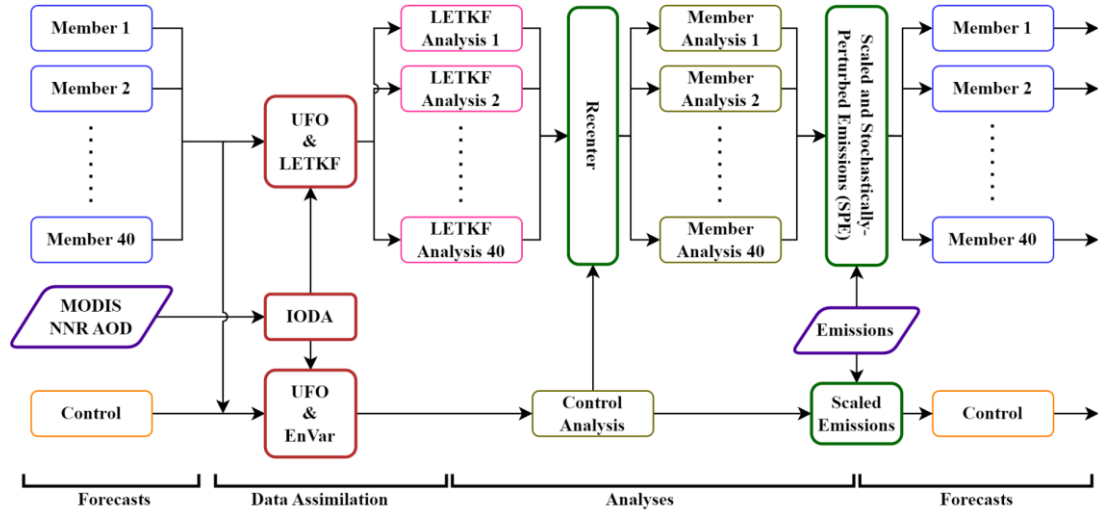 Member 1
Member 2
Member 40
MODIS
NNR AOD
Control
UFO
&
LETKF
IODA
UFO
&
EnVar
LETKF
Analysis 1
LETKF
Analysis 2
LETKF
Analysis 40
Recenter
Control
Analysis
Member
Analysis 1
Member
Analysis 2
Member
Analysis 40
Scaled and Stochastically-
Perturbed Emissions (SPE)
Emissions
Scaled
Emissions
Member 1
Member 2
Member 40
Control
Forecasts
Data Assimilation
Analyses
Forecasts